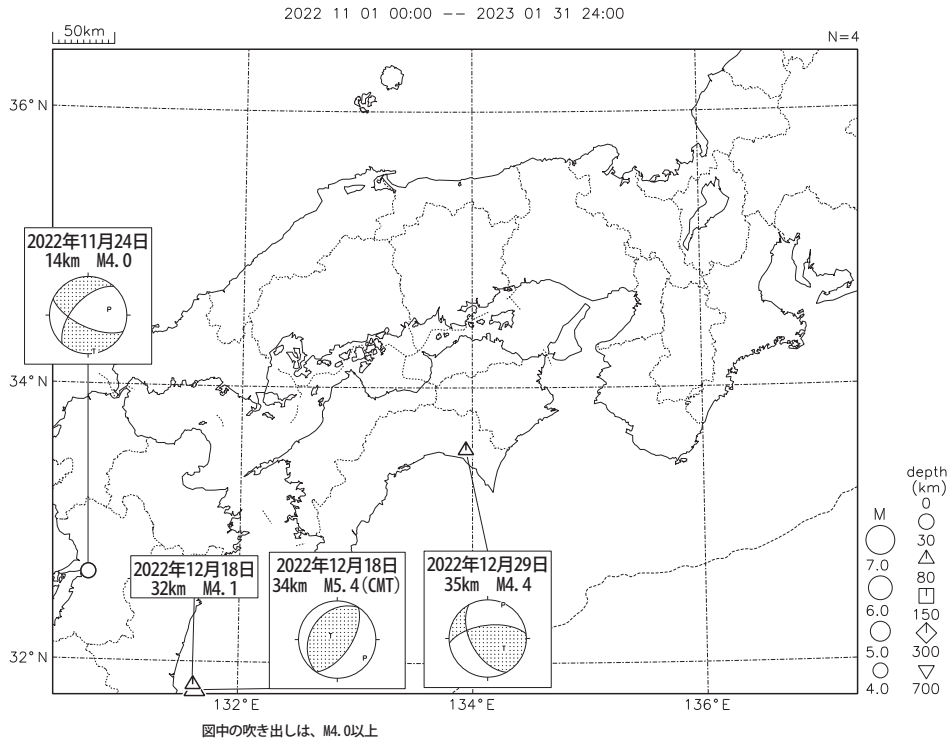 2022 11 01 00:00 -- 2023 01 31 24:00
50km
N=4
36°N
2022年11月24日
14km M4.0
P
34°N
depth
(km)
M
0
30
7.0
80
6.0
150
5.0
300
4.0
700
2022年12月18日
32km M4.1
2022年12月18日
34km M5.4(CMT)
T
P
2022年12月29日
35km M4.4
P
T
32°N
132°E
134°E
136°E
図中の吹き出しは、M4.0以上